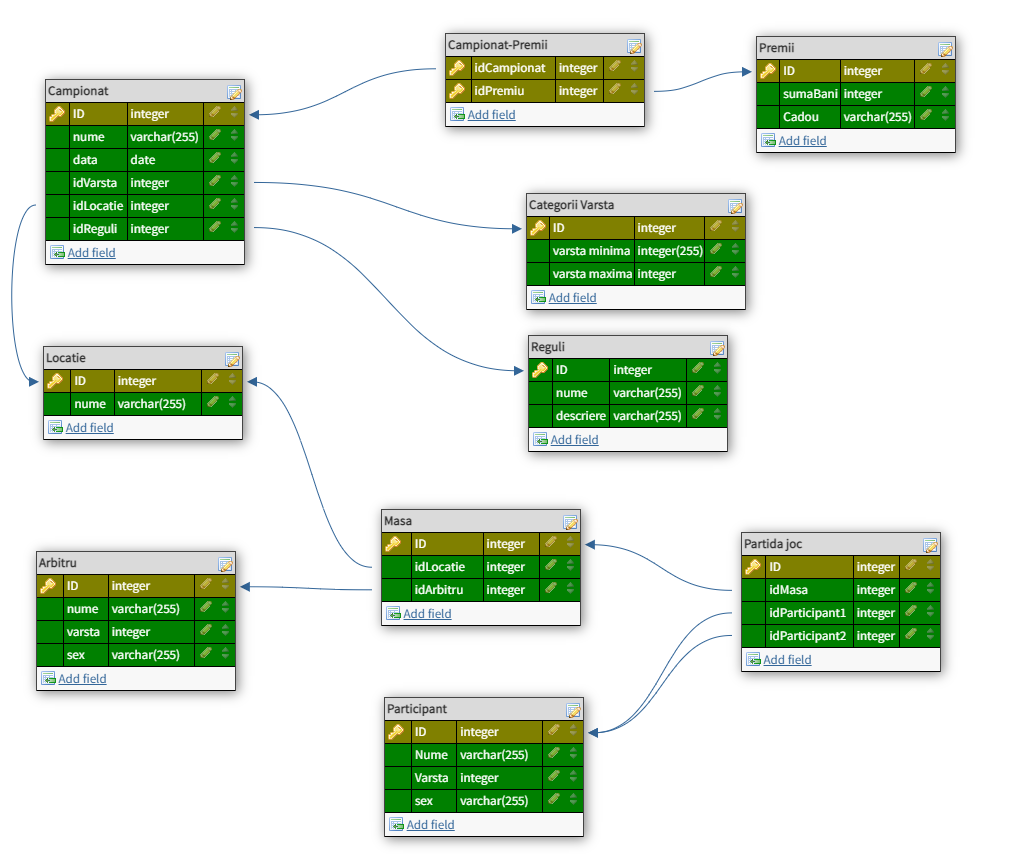 Campionat-Premii
idCampionat integer
idPremiu integer
Add field
Premii
ID integer
sumaBani integer
Cadou varchar(255)
Add field
Campionat
ID integer
nume varchar(255)
data date
idVarsta integer
idLocatie integer
idReguli integer
Add field
Categorii Varsta
ID integer
varsta minima integer(255)
varsta maxima integer
Add field
Reguli
ID integer
nume varchar(255)
descriere varchar(255)
Add field
Locatie
ID integer
nume varchar(255)
Add field
Masa
ID integer
idLocatie integer
idArbitru integer
Add field
Partida joc
ID integer
idMasa integer
idParticipant1 integer
idParticipant2 integer
Add field
Arbitru
ID integer
nume varchar(255)
varsta integer
sex varchar(255)
Add field
Participant
ID integer
Nume varchar(255)
Varsta integer
sex varchar(255)
Add field